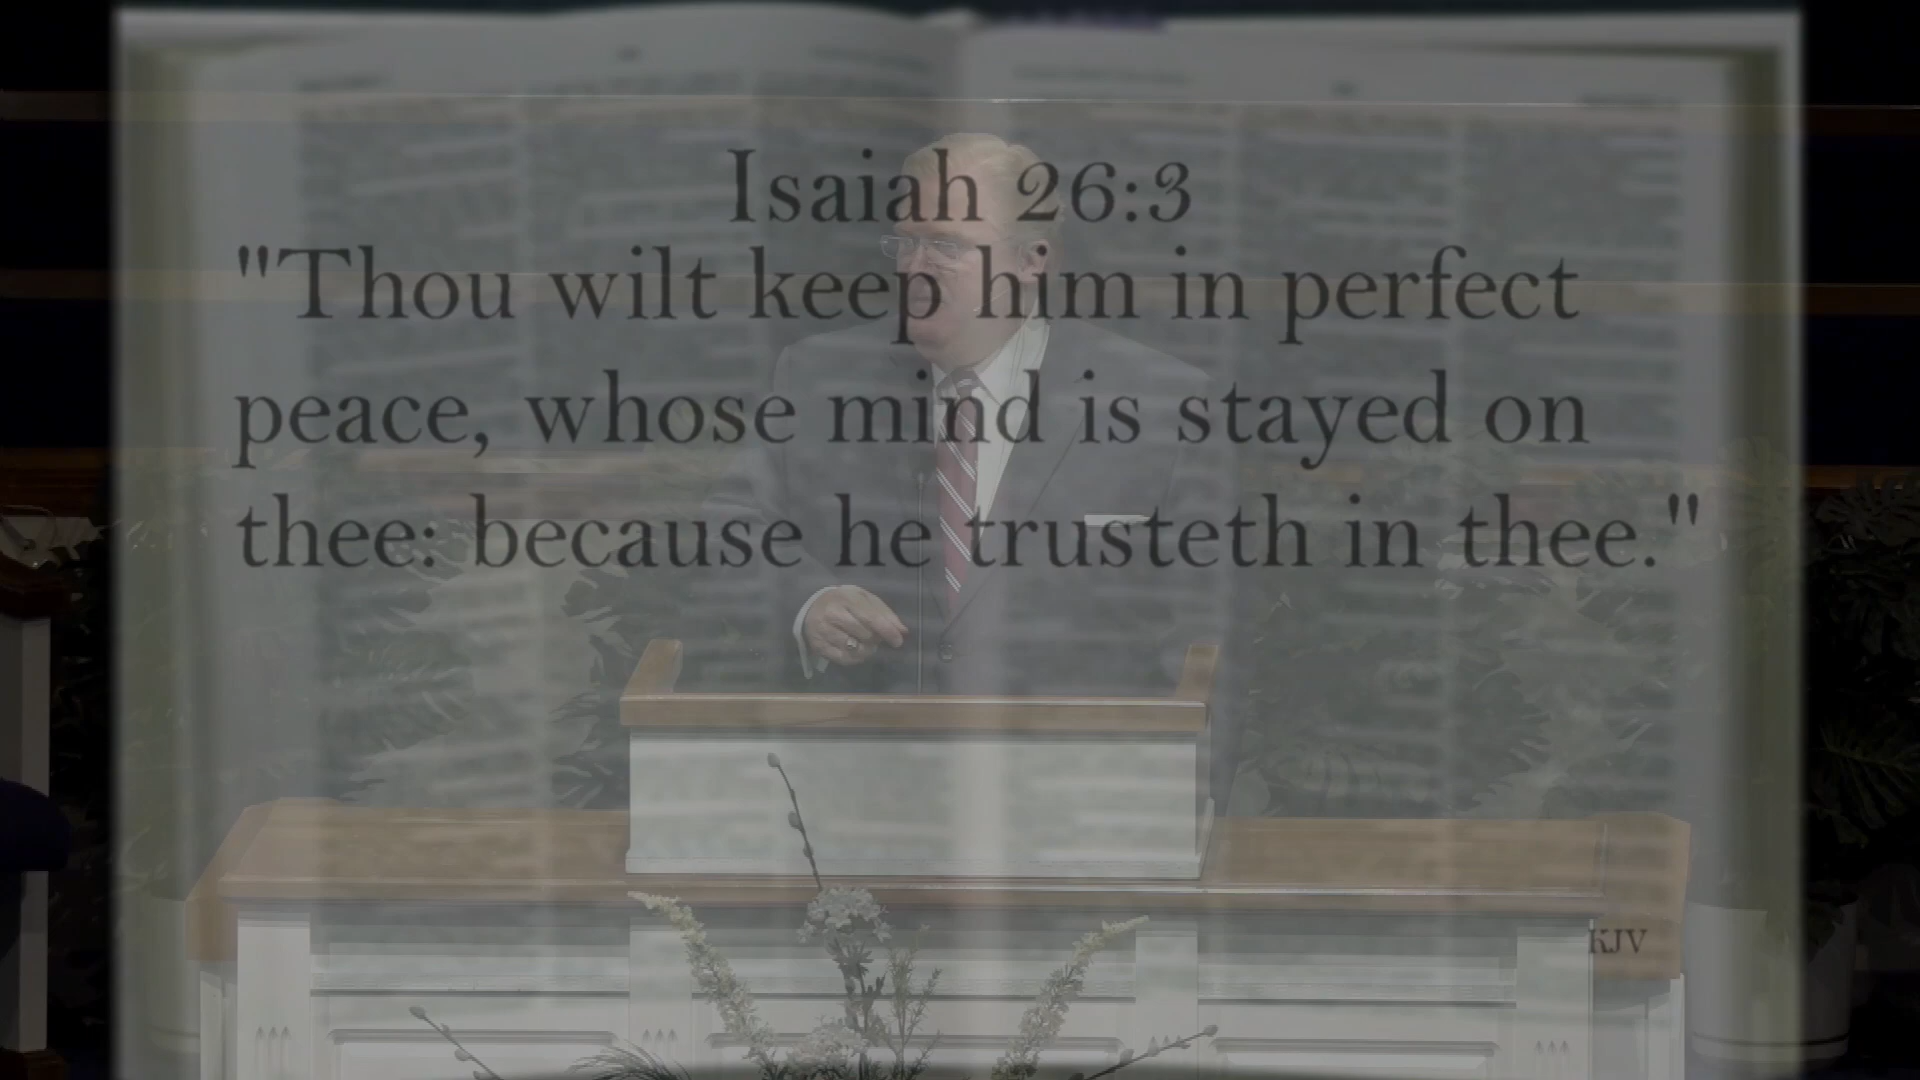 Isaiah 26:3
"Thou wilt keep him in perfect
peace, whose mind is stayed on
thee: because he trusteth in thee."
KJV